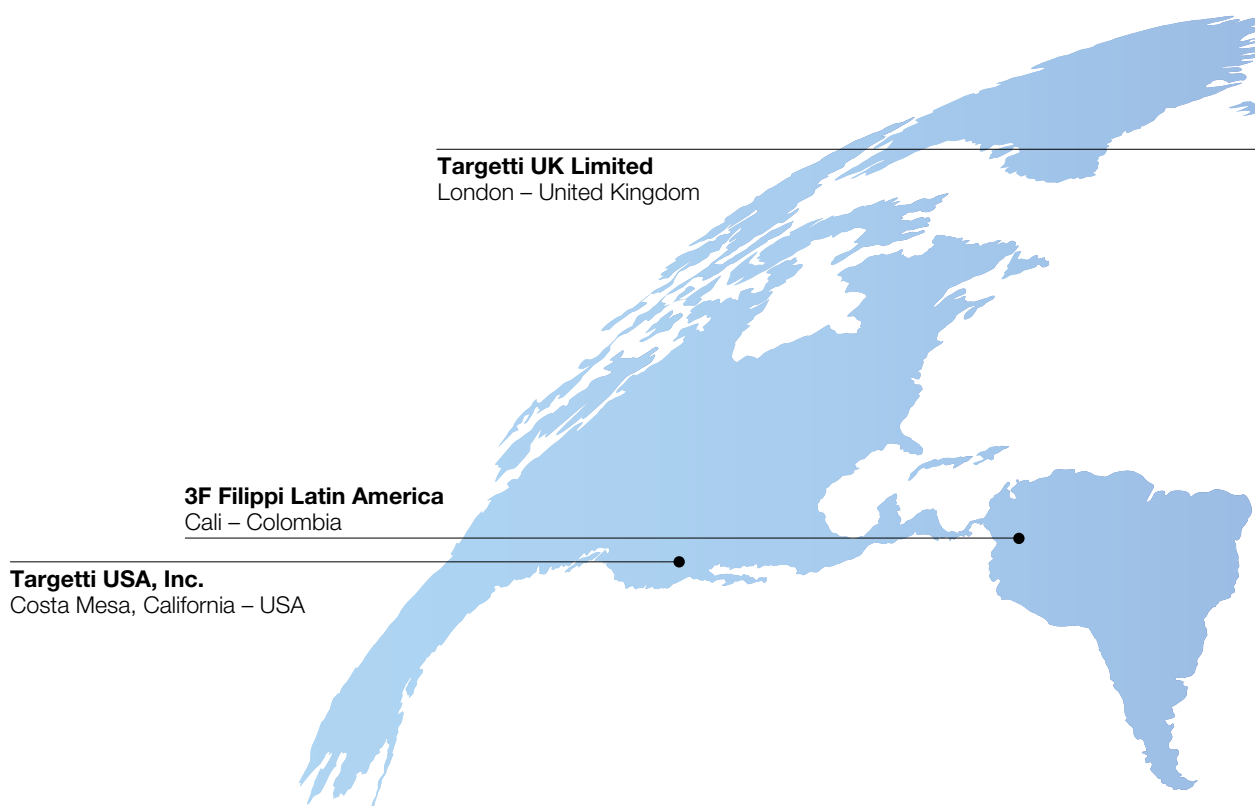 Targetti UK Limited
London – United Kingdom
3F Filippi Latin America
Cali – Colombia
Targetti USA, Inc.
Costa Mesa, California – USA